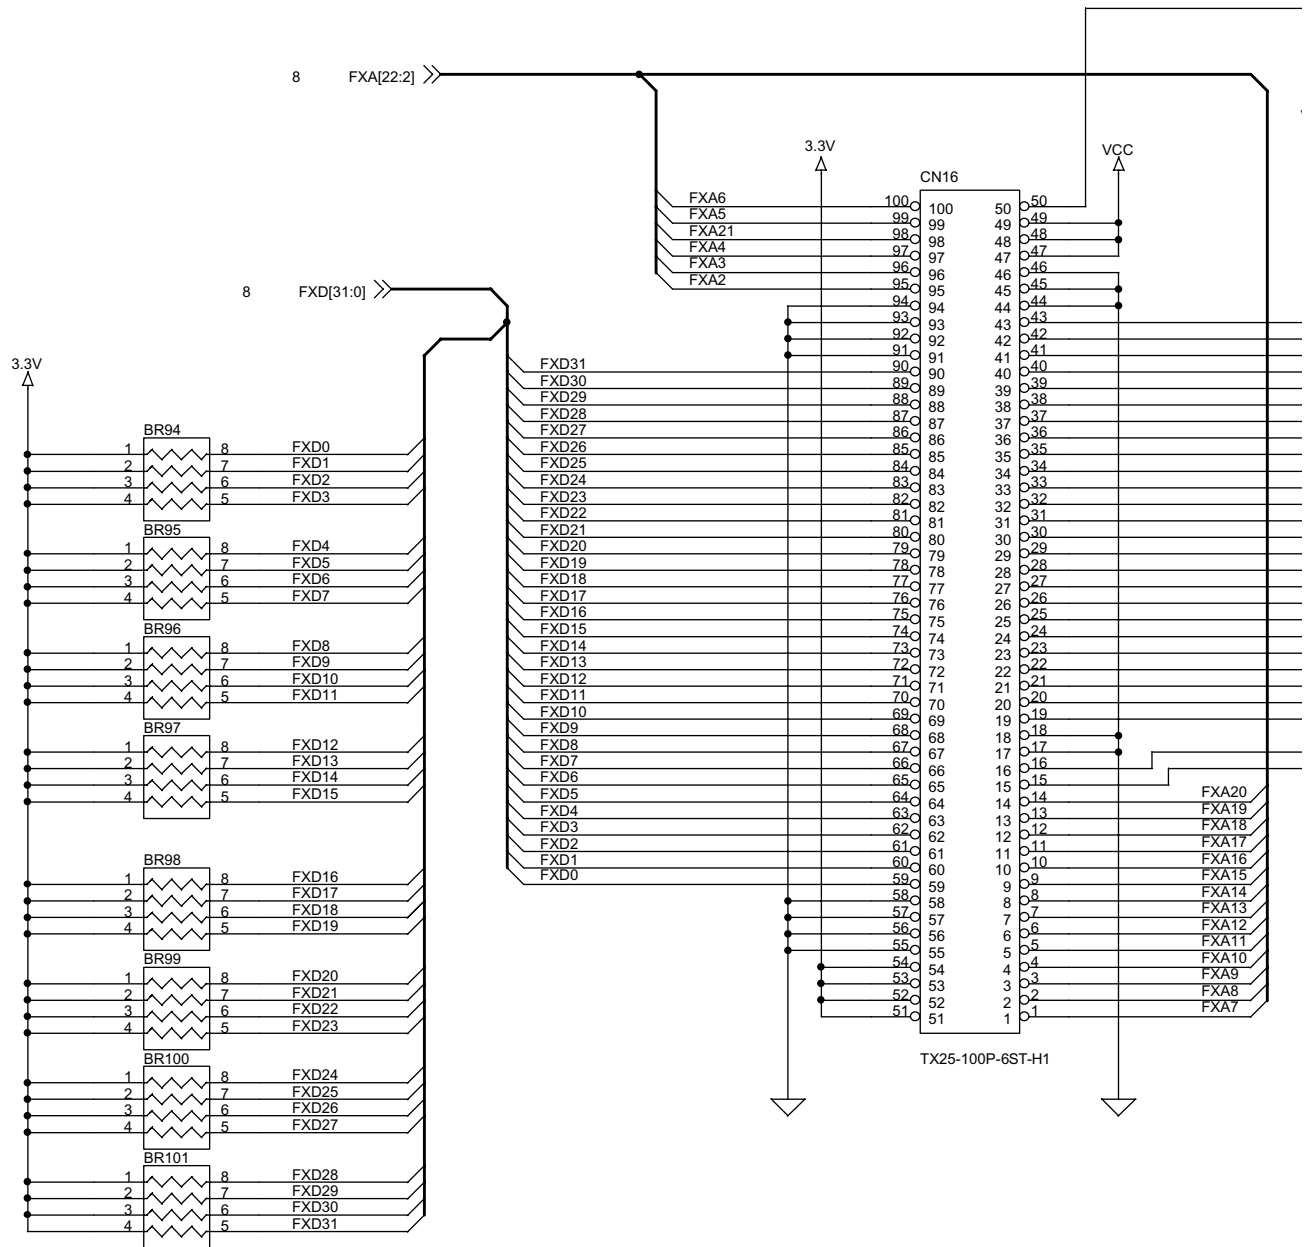 8 FXA[22:2]
3.3V
VCC
CN16
FXA6 100 100 50 50
FXA5 99 99 49 49
FXA21 98 98 48 48
FXA4 97 97 47 47
FXA3 96 96 46 46
FXA2 95 95 45 45
8 FXD[31:0]
94 94 44 44
93 93 43 43
92 92 42 42
91 91 41 41
FXD31 90 90 40 40
FXD30 89 89 39 39
FXD29 88 88 38 38
FXD28 87 87 37 37
FXD27 86 86 36 36
FXD26 85 85 35 35
FXD25 84 84 34 34
FXD24 83 83 33 33
FXD23 82 82 32 32
FXD22 81 81 31 31
FXD21 80 80 30 30
FXD20 79 79 29 29
FXD19 78 78 28 28
FXD18 77 77 27 27
FXD17 76 76 26 26
FXD16 75 75 25 25
FXD15 74 74 24 24
FXD14 73 73 23 23
FXD13 72 72 22 22
FXD12 71 71 21 21
FXD11 70 70 20 20
FXD10 69 69 19 19
FXD9 68 68 18 18
FXD8 67 67 17 17
FXD7 66 66 16 16
FXD6 65 65 15 15
FXD5 64 64 14 14 FXA20
FXD4 63 63 13 13 FXA19
FXD3 62 62 12 12 FXA18
FXD2 61 61 11 11 FXA17
FXD1 60 60 10 10 FXA16
FXD0 59 59 9 9 FXA15
58 58 8 8 FXA14
57 57 7 7 FXA13
56 56 6 6 FXA12
55 55 5 5 FXA11
54 54 4 4 FXA10
53 53 3 3 FXA9
52 52 2 2 FXA8
51 51 1 1 FXA7
TX25-100P-6ST-H1
3.3V
BR94
1 8 FXD0
2 7 FXD1
3 6 FXD2
4 5 FXD3
BR95
1 8 FXD4
2 7 FXD5
3 6 FXD6
4 5 FXD7
BR96
1 8 FXD8
2 7 FXD9
3 6 FXD10
4 5 FXD11
BR97
1 8 FXD12
2 7 FXD13
3 6 FXD14
4 5 FXD15
BR98
1 8 FXD16
2 7 FXD17
3 6 FXD18
4 5 FXD19
BR99
1 8 FXD20
2 7 FXD21
3 6 FXD22
4 5 FXD23
BR100
1 8 FXD24
2 7 FXD25
3 6 FXD26
4 5 FXD27
BR101
1 8 FXD28
2 7 FXD29
3 6 FXD30
4 5 FXD31